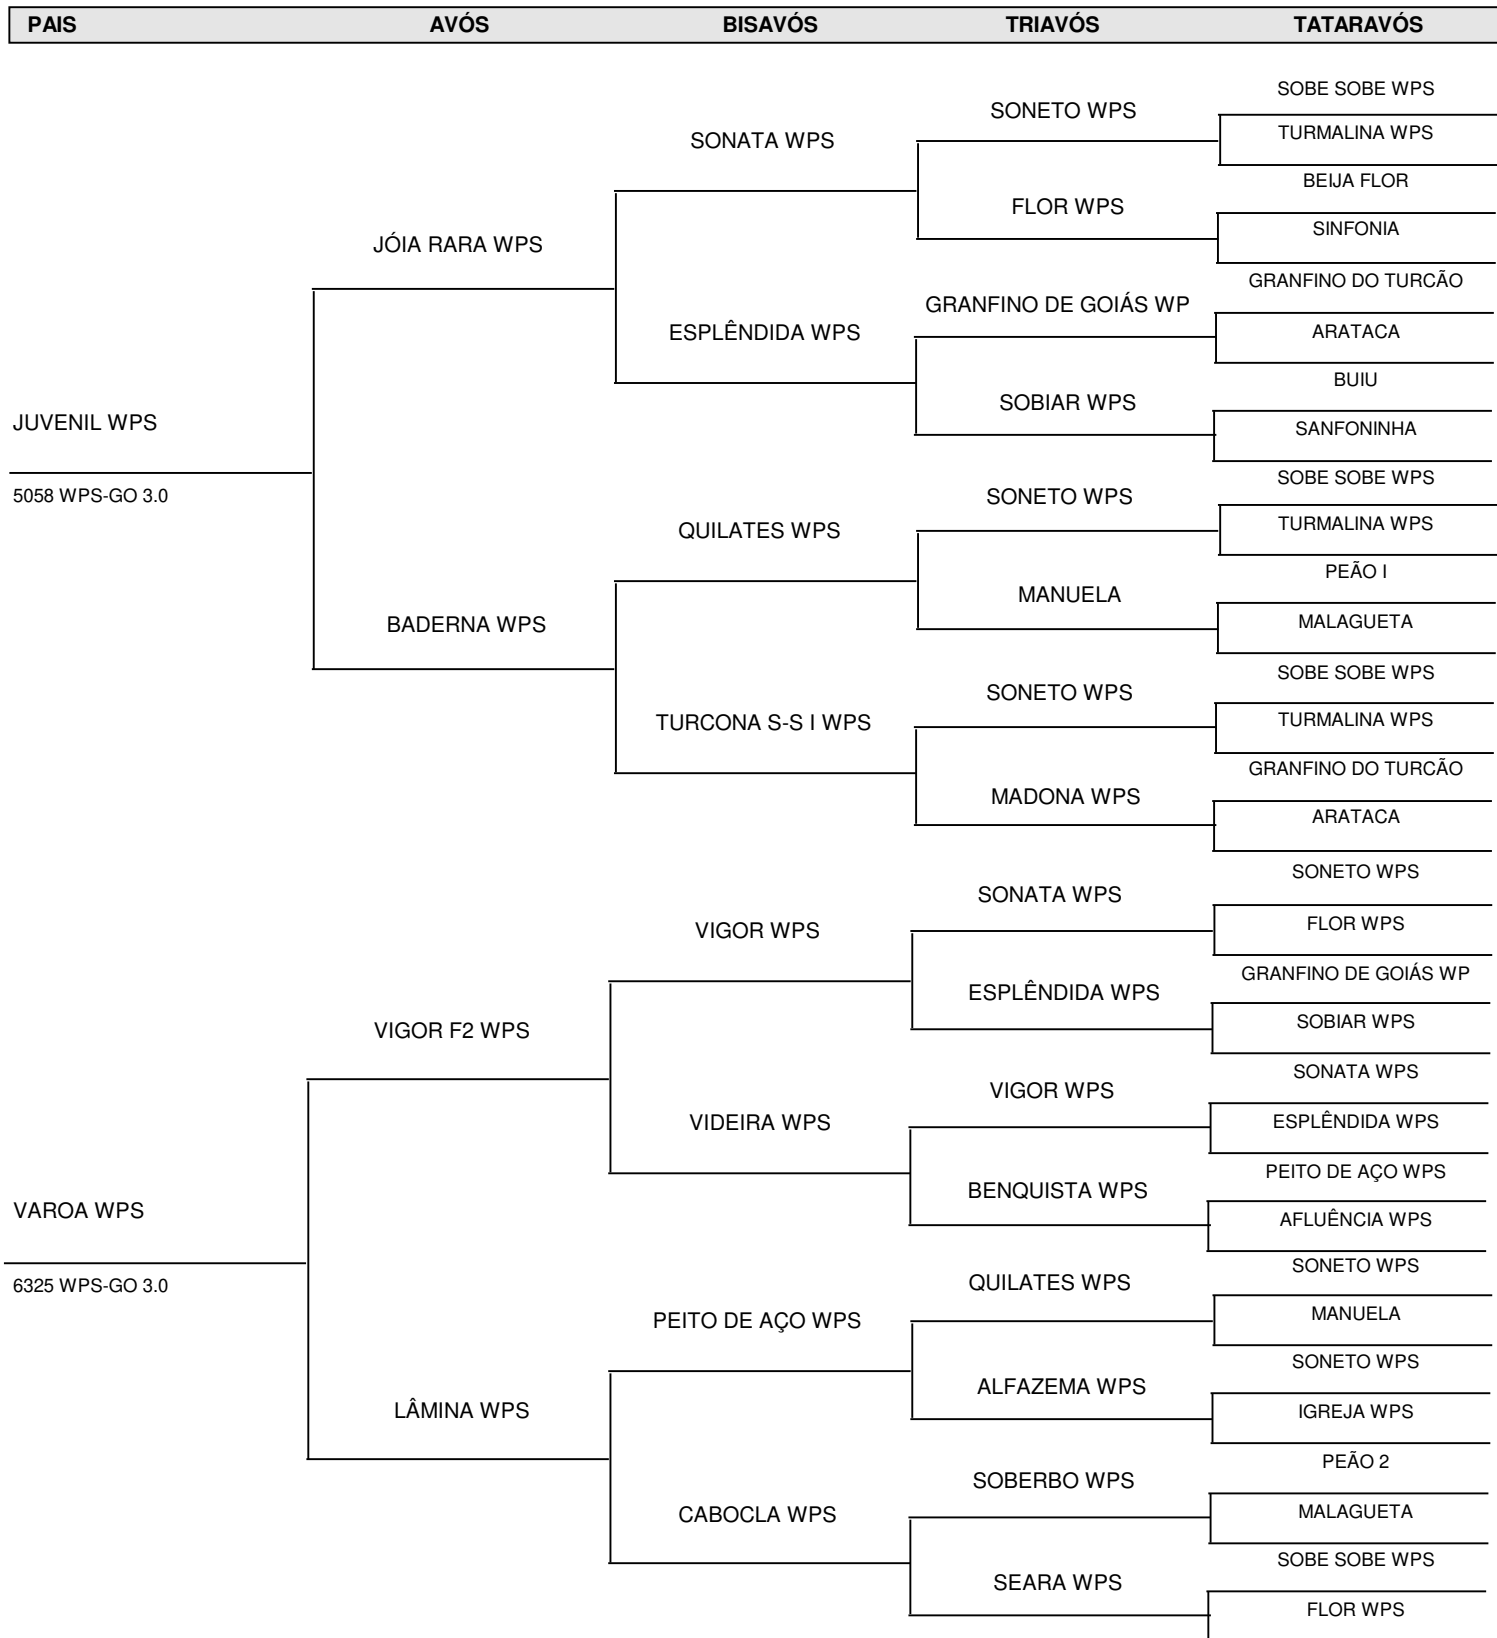 PAIS AVÓS BISAVÓS TRIAVÓS TATARAVÓS
SOBE SOBE WPS
SONETO WPS
TURMALINA WPS
SONATA WPS
BEIJA FLOR
FLOR WPS
SINFONIA
JÓIA RARA WPS
GRANFINO DO TURCÃO
GRANFINO DE GOIÁS WP
ARATACA
ESPLÊNDIDA WPS
BUIU
SOBIAR WPS
SANFONINHA
JUVENIL WPS
5058 WPS-GO 3.0
SOBE SOBE WPS
SONETO WPS
TURMALINA WPS
QUILATES WPS
PEÃO I
MANUELA
MALAGUETA
BADERNA WPS
SOBE SOBE WPS
SONETO WPS
TURMALINA WPS
TURCONA S-S I WPS
GRANFINO DO TURCÃO
MADONA WPS
ARATACA
SONETO WPS
SONATA WPS
FLOR WPS
VIGOR WPS
GRANFINO DE GOIÁS WP
ESPLÊNDIDA WPS
SOBIAR WPS
VIGOR F2 WPS
SONATA WPS
VIGOR WPS
ESPLÊNDIDA WPS
VIDEIRA WPS
PEITO DE AÇO WPS
BENQUISTA WPS
AFLUÊNCIA WPS
VAROA WPS
6325 WPS-GO 3.0
SONETO WPS
QUILATES WPS
MANUELA
PEITO DE AÇO WPS
SONETO WPS
ALFAZEMA WPS
IGREJA WPS
LÂMINA WPS
PEÃO 2
SOBERBO WPS
MALAGUETA
CABOCLA WPS
SOBE SOBE WPS
SEARA WPS
FLOR WPS